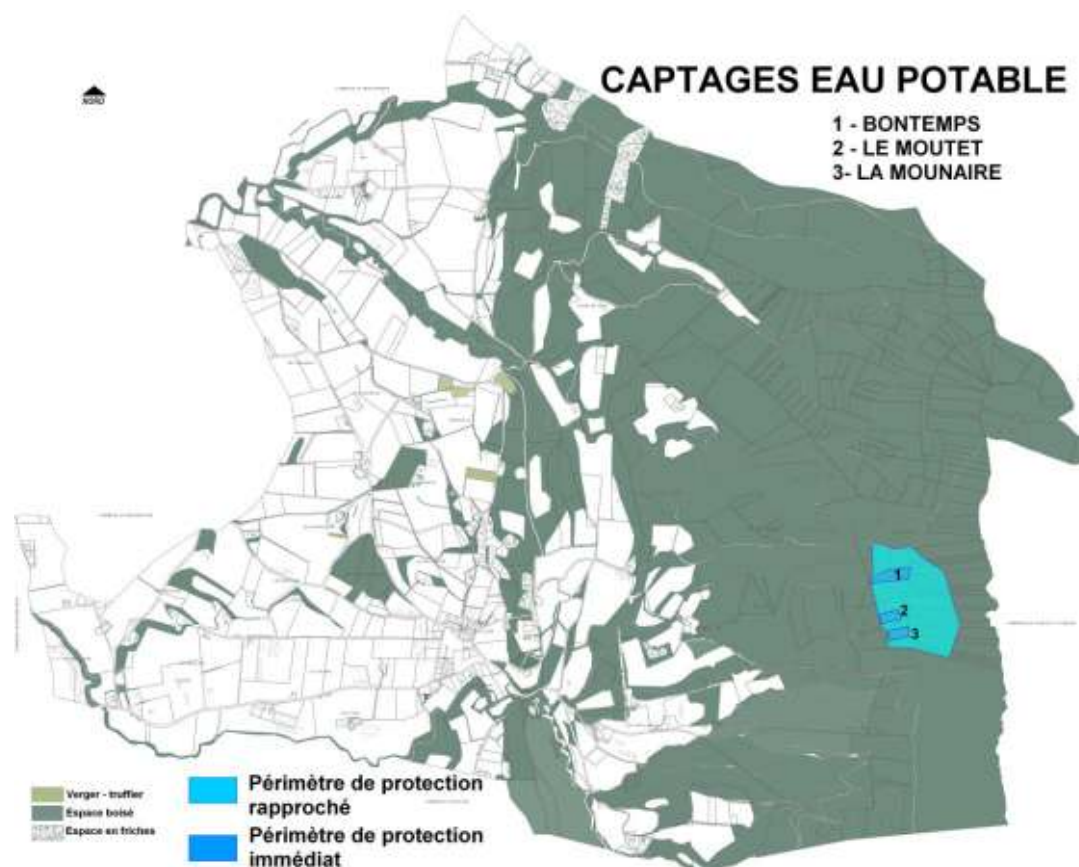 CAPTAGES EAU POTABLE
1 - BONTEMPS
2 - LE MOUTET
3- LA MOUNAIRE
NORD
1
2
3
Verger - truffier
Espace boisé
Espace en friches
Périmètre de protection
rapproché
Périmètre de protection
immédiat